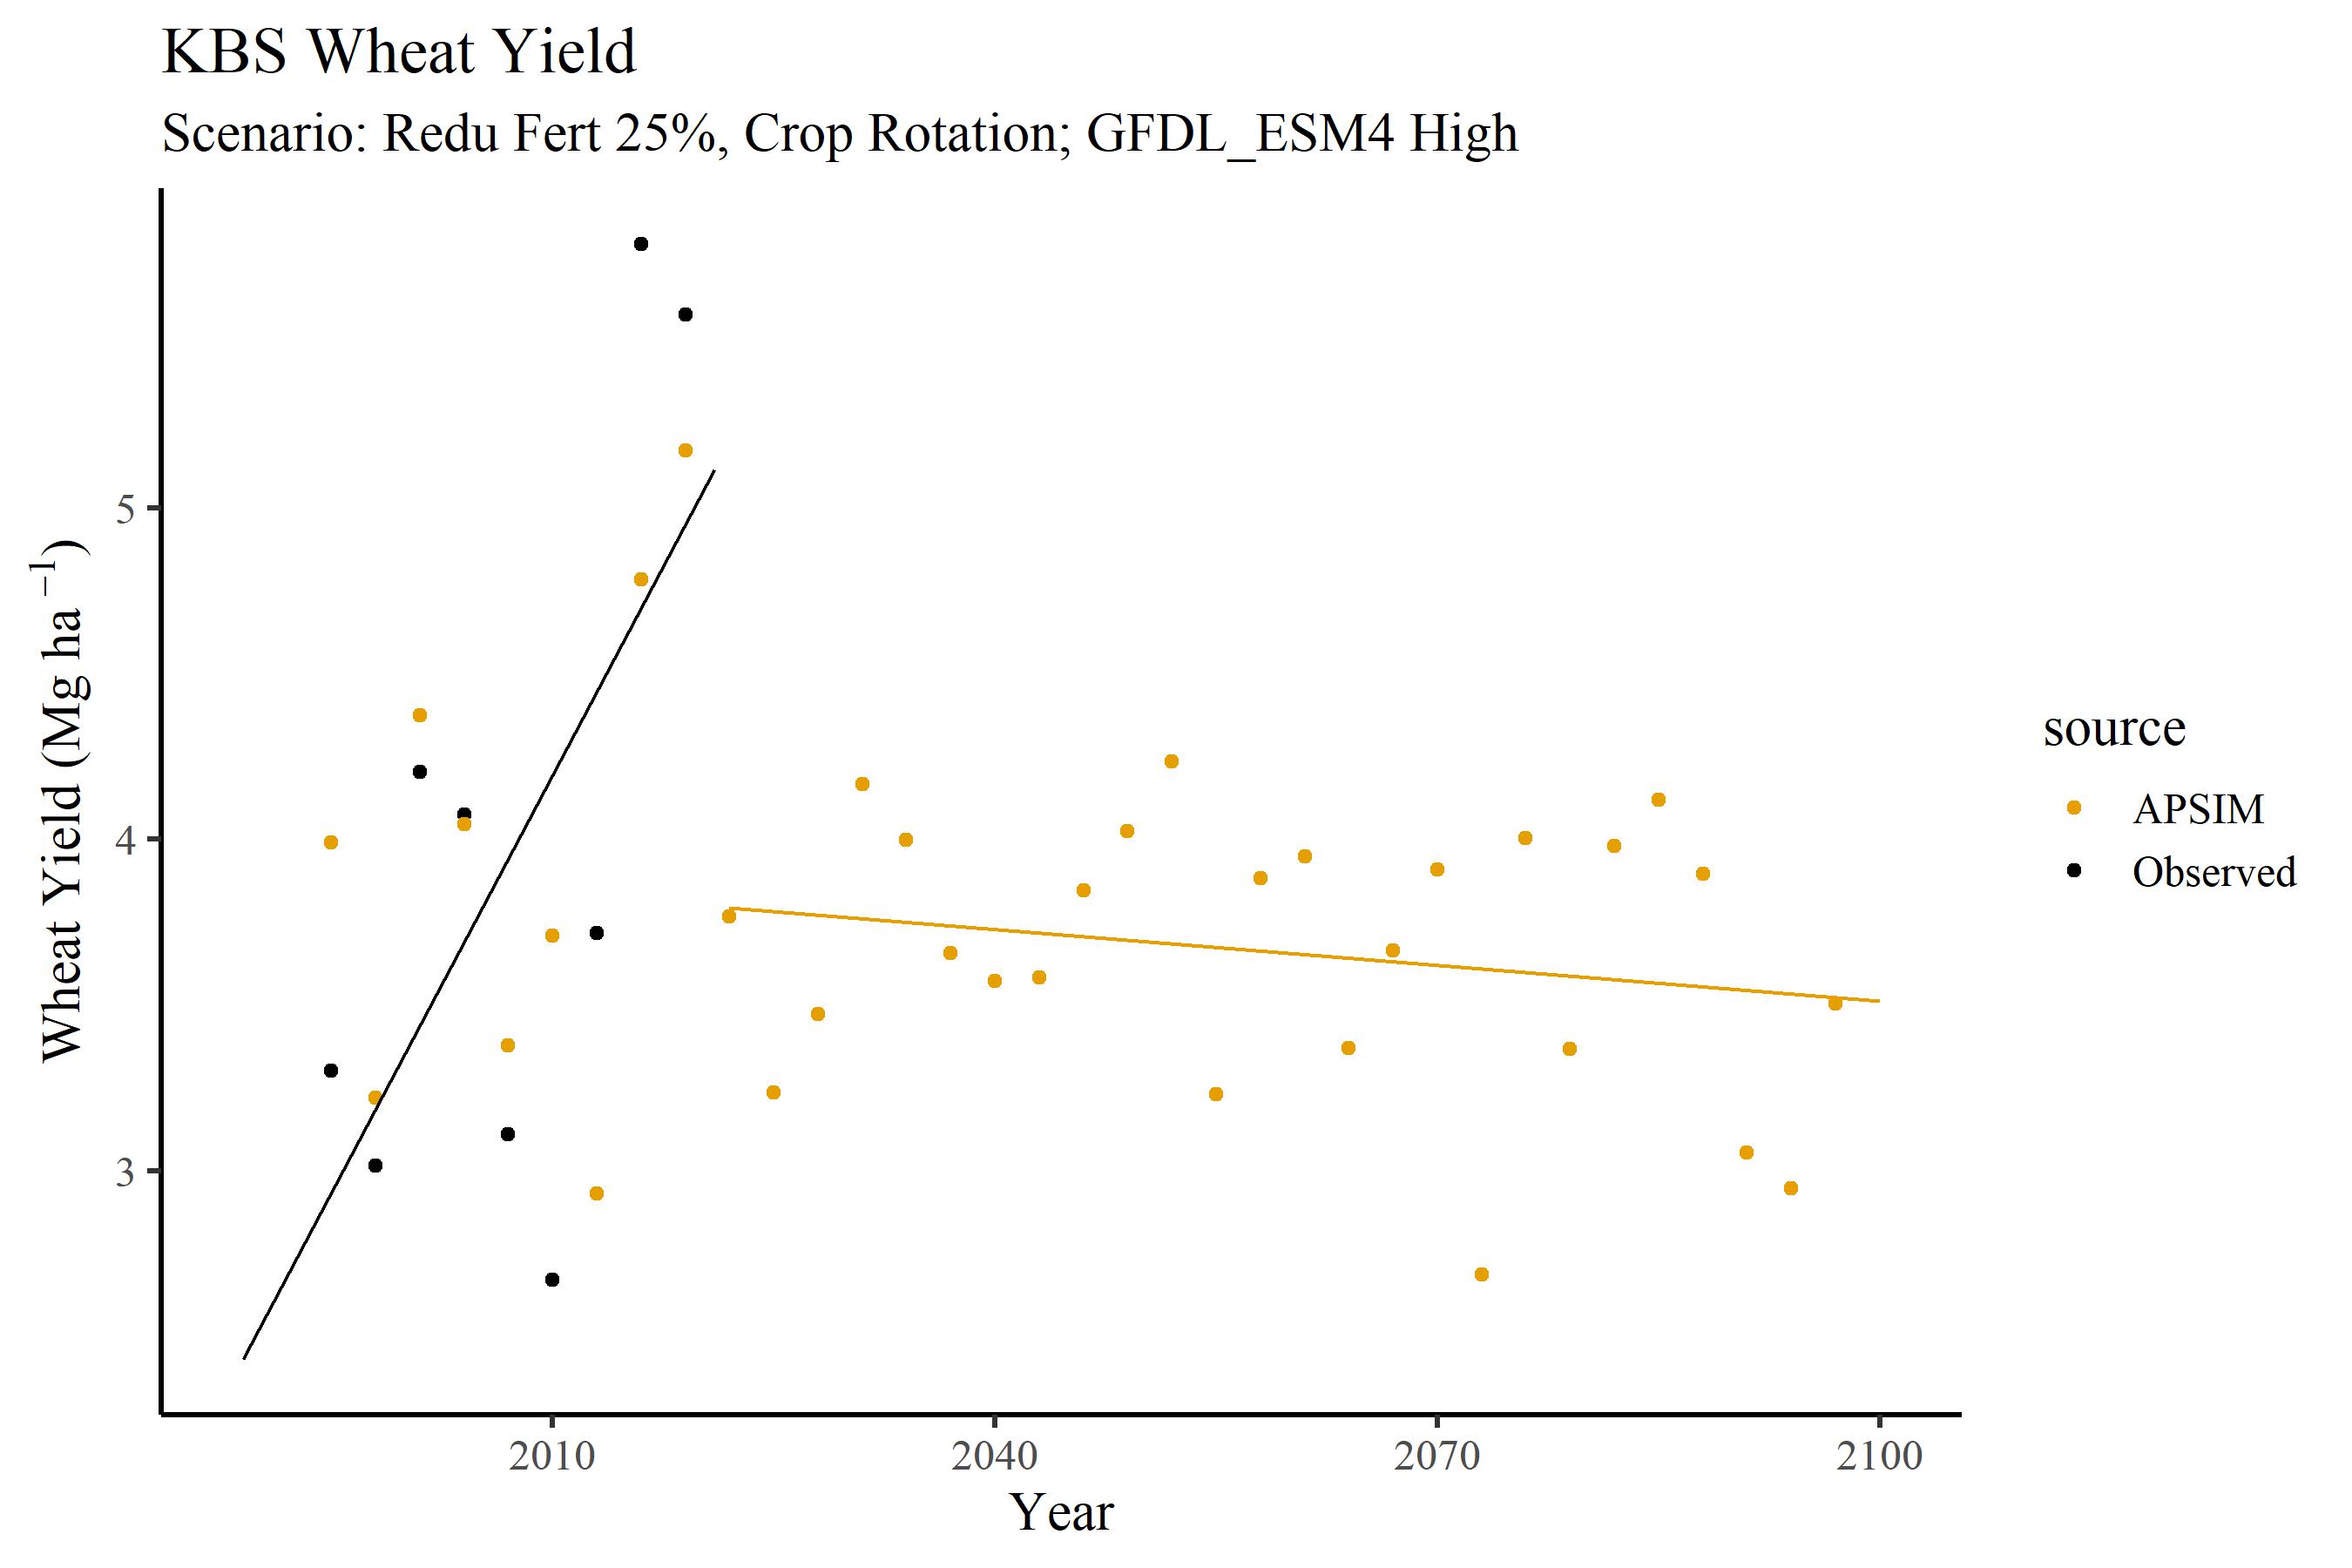 KBS Wheat Yield
Scenario: Redu Fert 25%, Crop Rotation; GFDL_ESM4 High
Wheat Yield (Mg ha⁻¹)
5
4
3
2010
2040
2070
2100
Year
source
APSIM
Observed